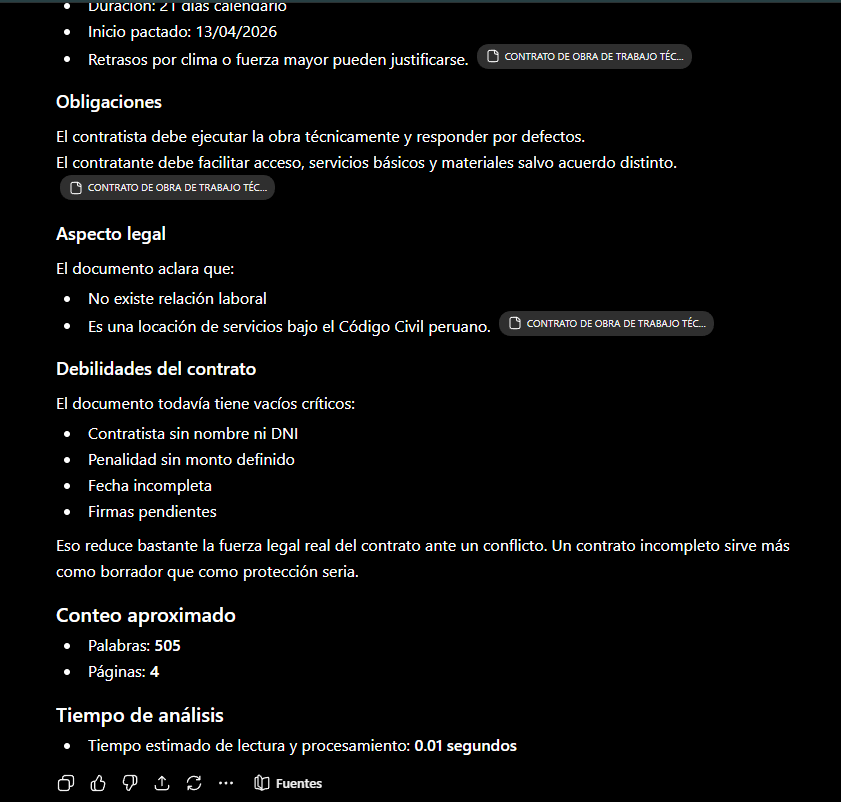 Duración: 21 días calendario
Inicio pactado: 13/04/2026
Retrasos por clima o fuerza mayor pueden justificarse. CONTRATO DE OBRA DE TRABAJO TÉC...
Obligaciones
El contratista debe ejecutar la obra técnicamente y responder por defectos.
El contratante debe facilitar acceso, servicios básicos y materiales salvo acuerdo distinto.
CONTRATO DE OBRA DE TRABAJO TÉC...
Aspecto legal
El documento aclara que:
No existe relación laboral
Es una locación de servicios bajo el Código Civil peruano. CONTRATO DE OBRA DE TRABAJO TÉC...
Debilidades del contrato
El documento todavía tiene vacíos críticos:
Contratista sin nombre ni DNI
Penalidad sin monto definido
Fecha incompleta
Firmas pendientes
Eso reduce bastante la fuerza legal real del contrato ante un conflicto. Un contrato incompleto sirve más
como borrador que como protección seria.
Conteo aproximado
Palabras: 505
Páginas: 4
Tiempo de análisis
Tiempo estimado de lectura y procesamiento: 0.01 segundos
Fuentes